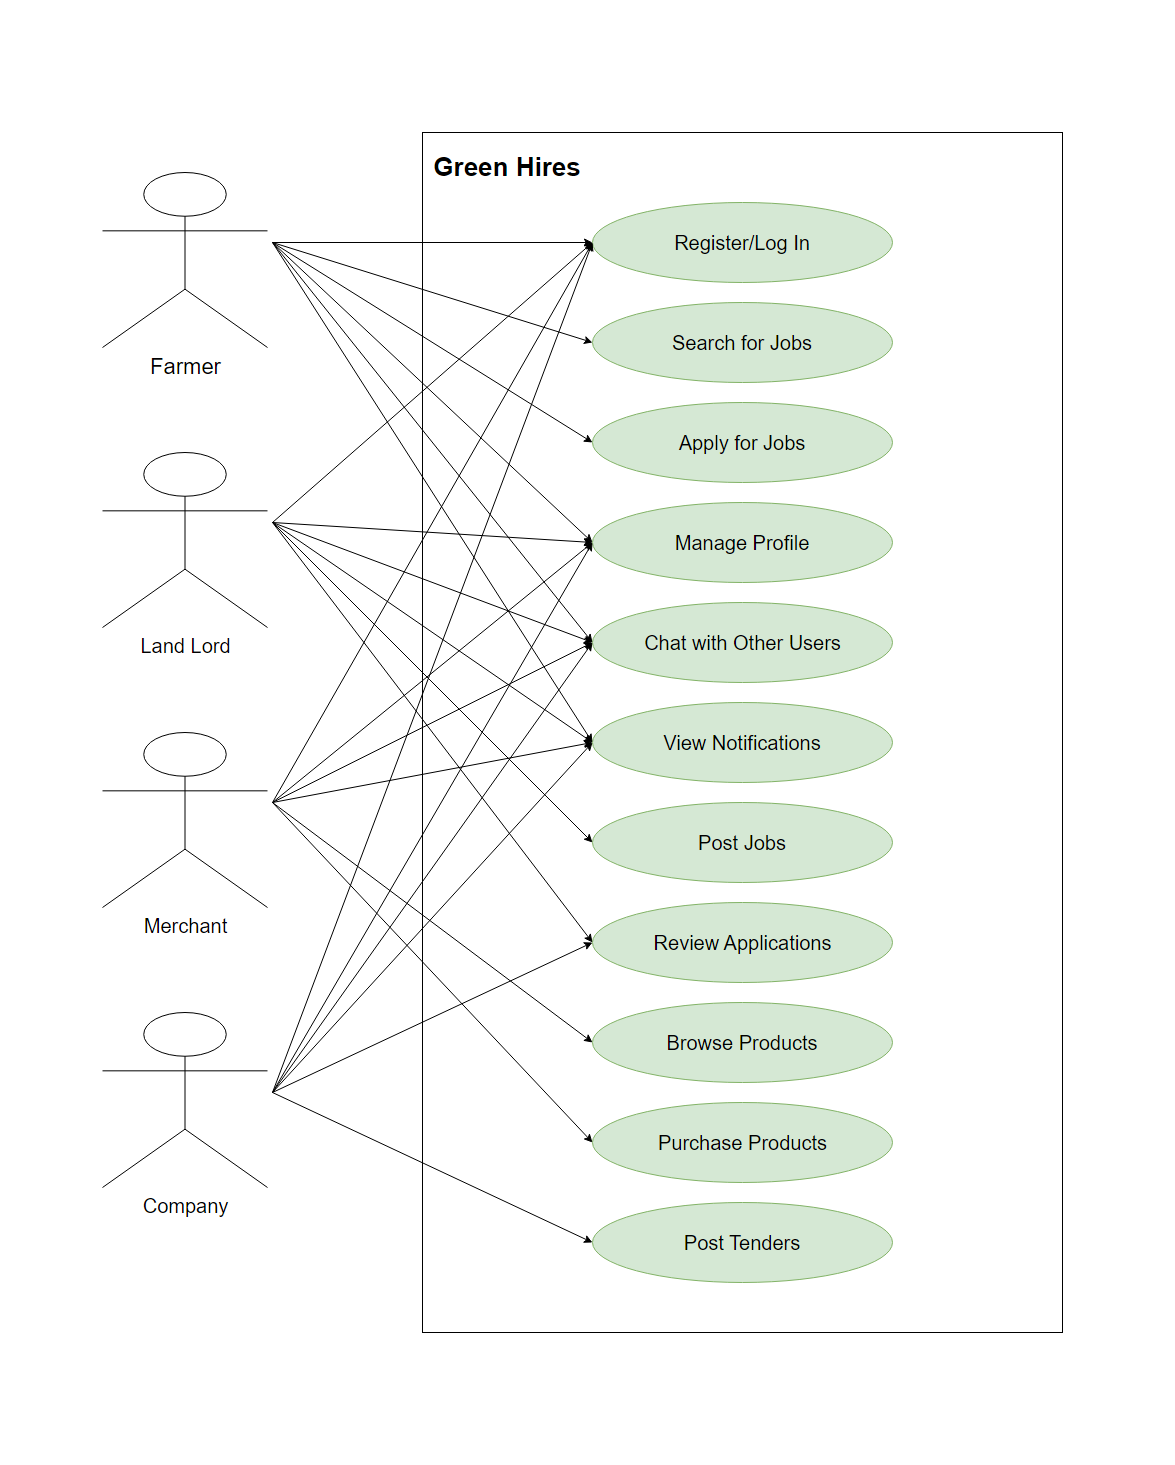 Green Hires
Farmer
Land Lord
Merchant
Company
Register/Log In
Search for Jobs
Apply for Jobs
Manage Profile
Chat with Other Users
View Notifications
Post Jobs
Review Applications
Browse Products
Purchase Products
Post Tenders